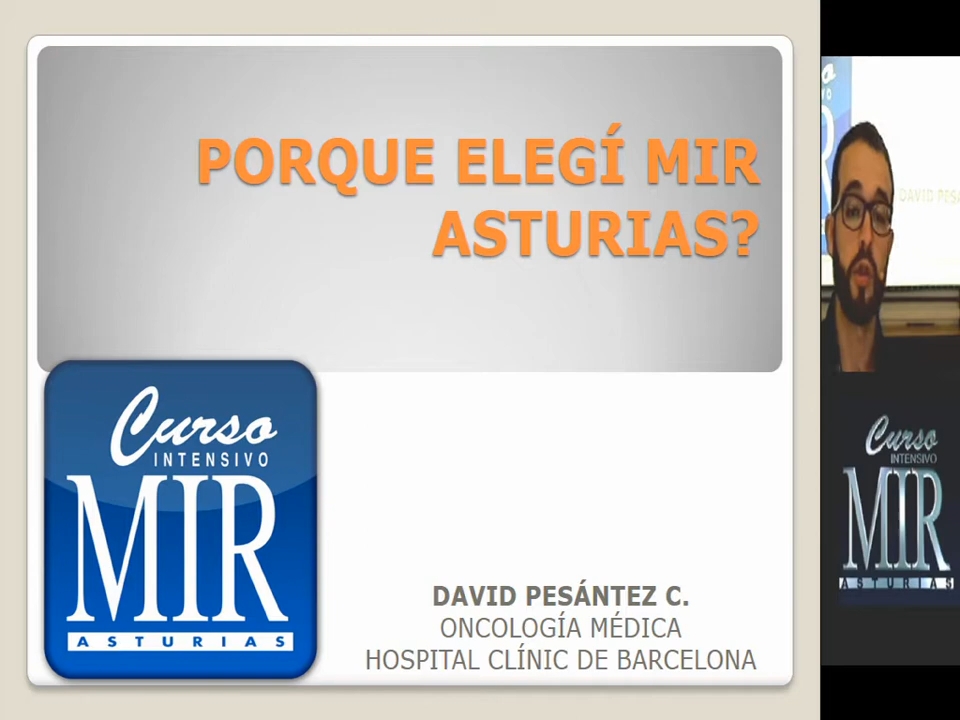 PORQUE ELEGÍ MIR
ASTURIAS?
Curso
INTENSIVO
MIR
ASTURIAS
DAVID PESÁNTEZ C.
ONCOLOGÍA MÉDICA
HOSPITAL CLÍNIC DE BARCELONA
DAVID
Curso
INTENSIVO
MIR
ASTURIAS